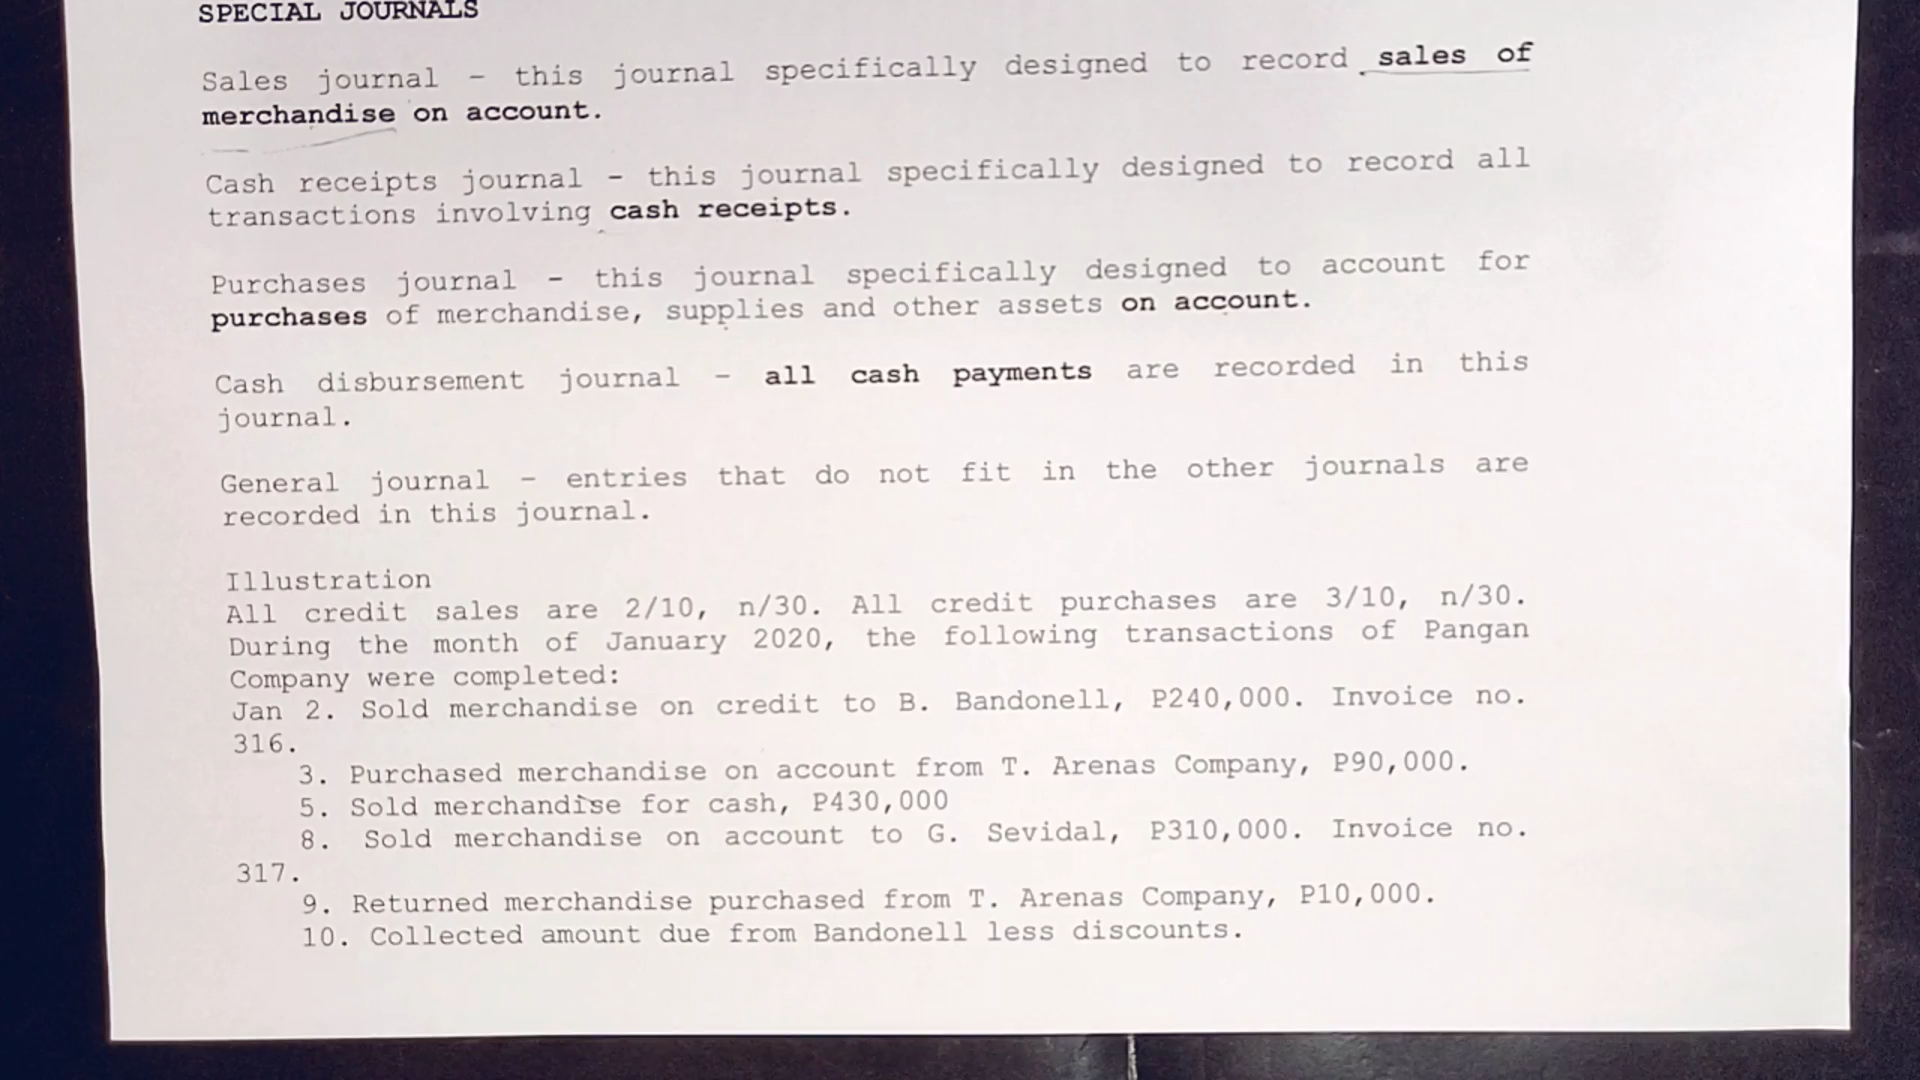 SPECIAL JOURNALS
Sales journal – this journal specifically designed to record sales of
merchandise on account.
Cash receipts journal – this journal specifically designed to record all
transactions involving cash receipts.
Purchases journal – this journal specifically designed to account for
purchases of merchandise, supplies and other assets on account.
Cash disbursement journal – all cash payments are recorded in this
journal.
General journal – entries that do not fit in the other journals are
recorded in this journal.
Illustration
All credit sales are 2/10, n/30. All credit purchases are 3/10, n/30.
During the month of January 2020, the following transactions of Pangan
Company were completed:
Jan 2. Sold merchandise on credit to B. Bandonell, P240,000. Invoice no.
316.
3. Purchased merchandise on account from T. Arenas Company, P90,000.
5. Sold merchandise for cash, P430,000
8. Sold merchandise on account to G. Sevidal, P310,000. Invoice no.
317.
9. Returned merchandise purchased from T. Arenas Company, P10,000.
10. Collected amount due from Bandonell less discounts.